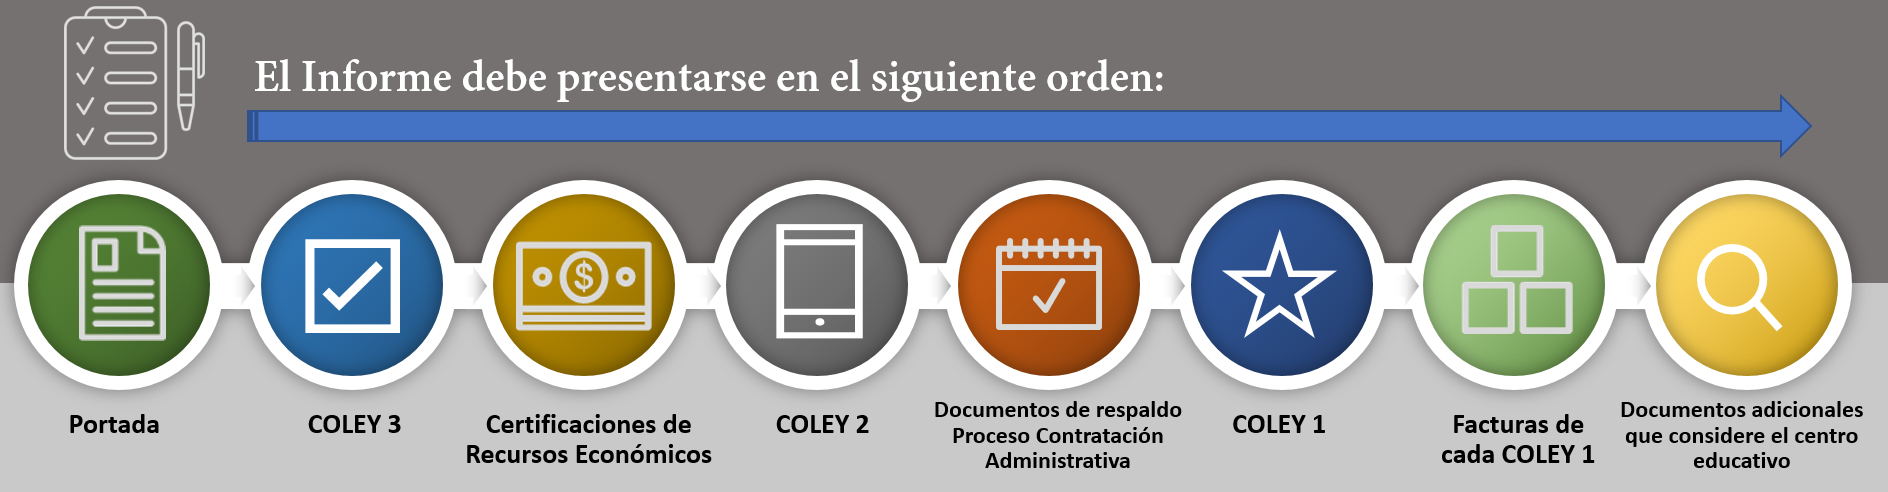 El Informe debe presentarse en el siguiente orden:
$
Portada
COLEY 3
Certificaciones de
Recursos Económicos
COLEY 2
Documentos de respaldo
Proceso Contratación
Administrativa
COLEY 1
Facturas de
cada COLEY 1
Documentos adicionales
que considere el centro
educativo